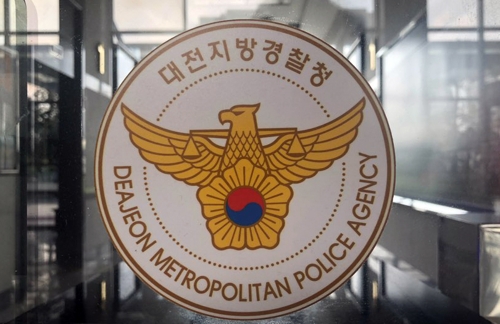 대전지방경찰청
DEAJEON METROPOLITAN POLICE AGENCY